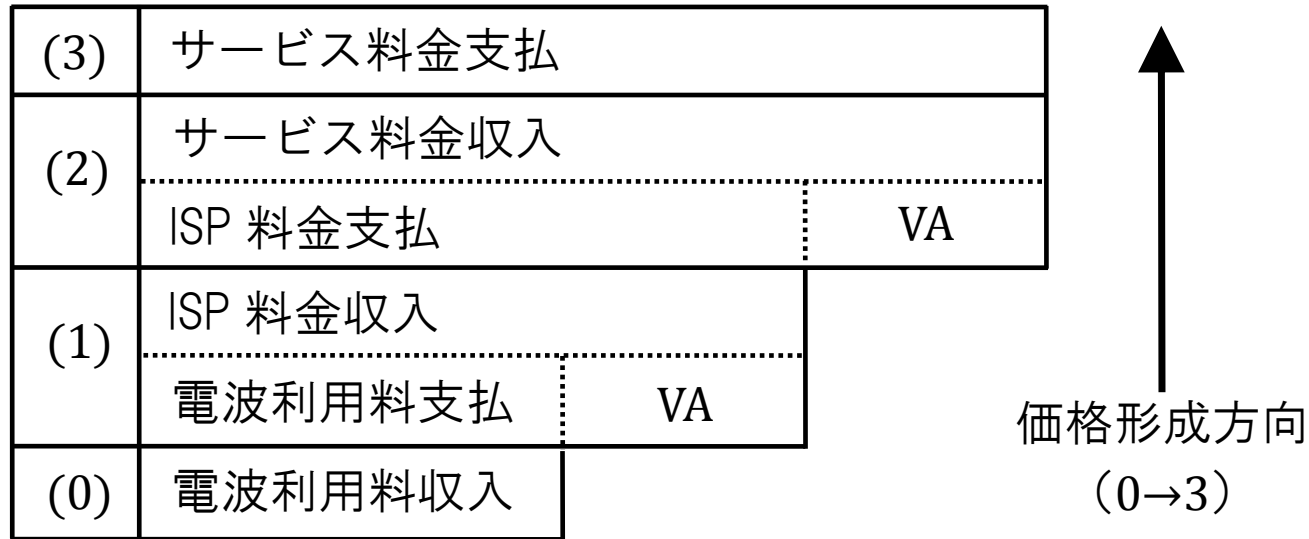 (3) サービス料金支払
(2) サービス料金収入
ISP 料金支払 VA
(1) ISP 料金収入
電波利用料支払 VA
(0) 電波利用料収入
価格形成方向
（0→3）